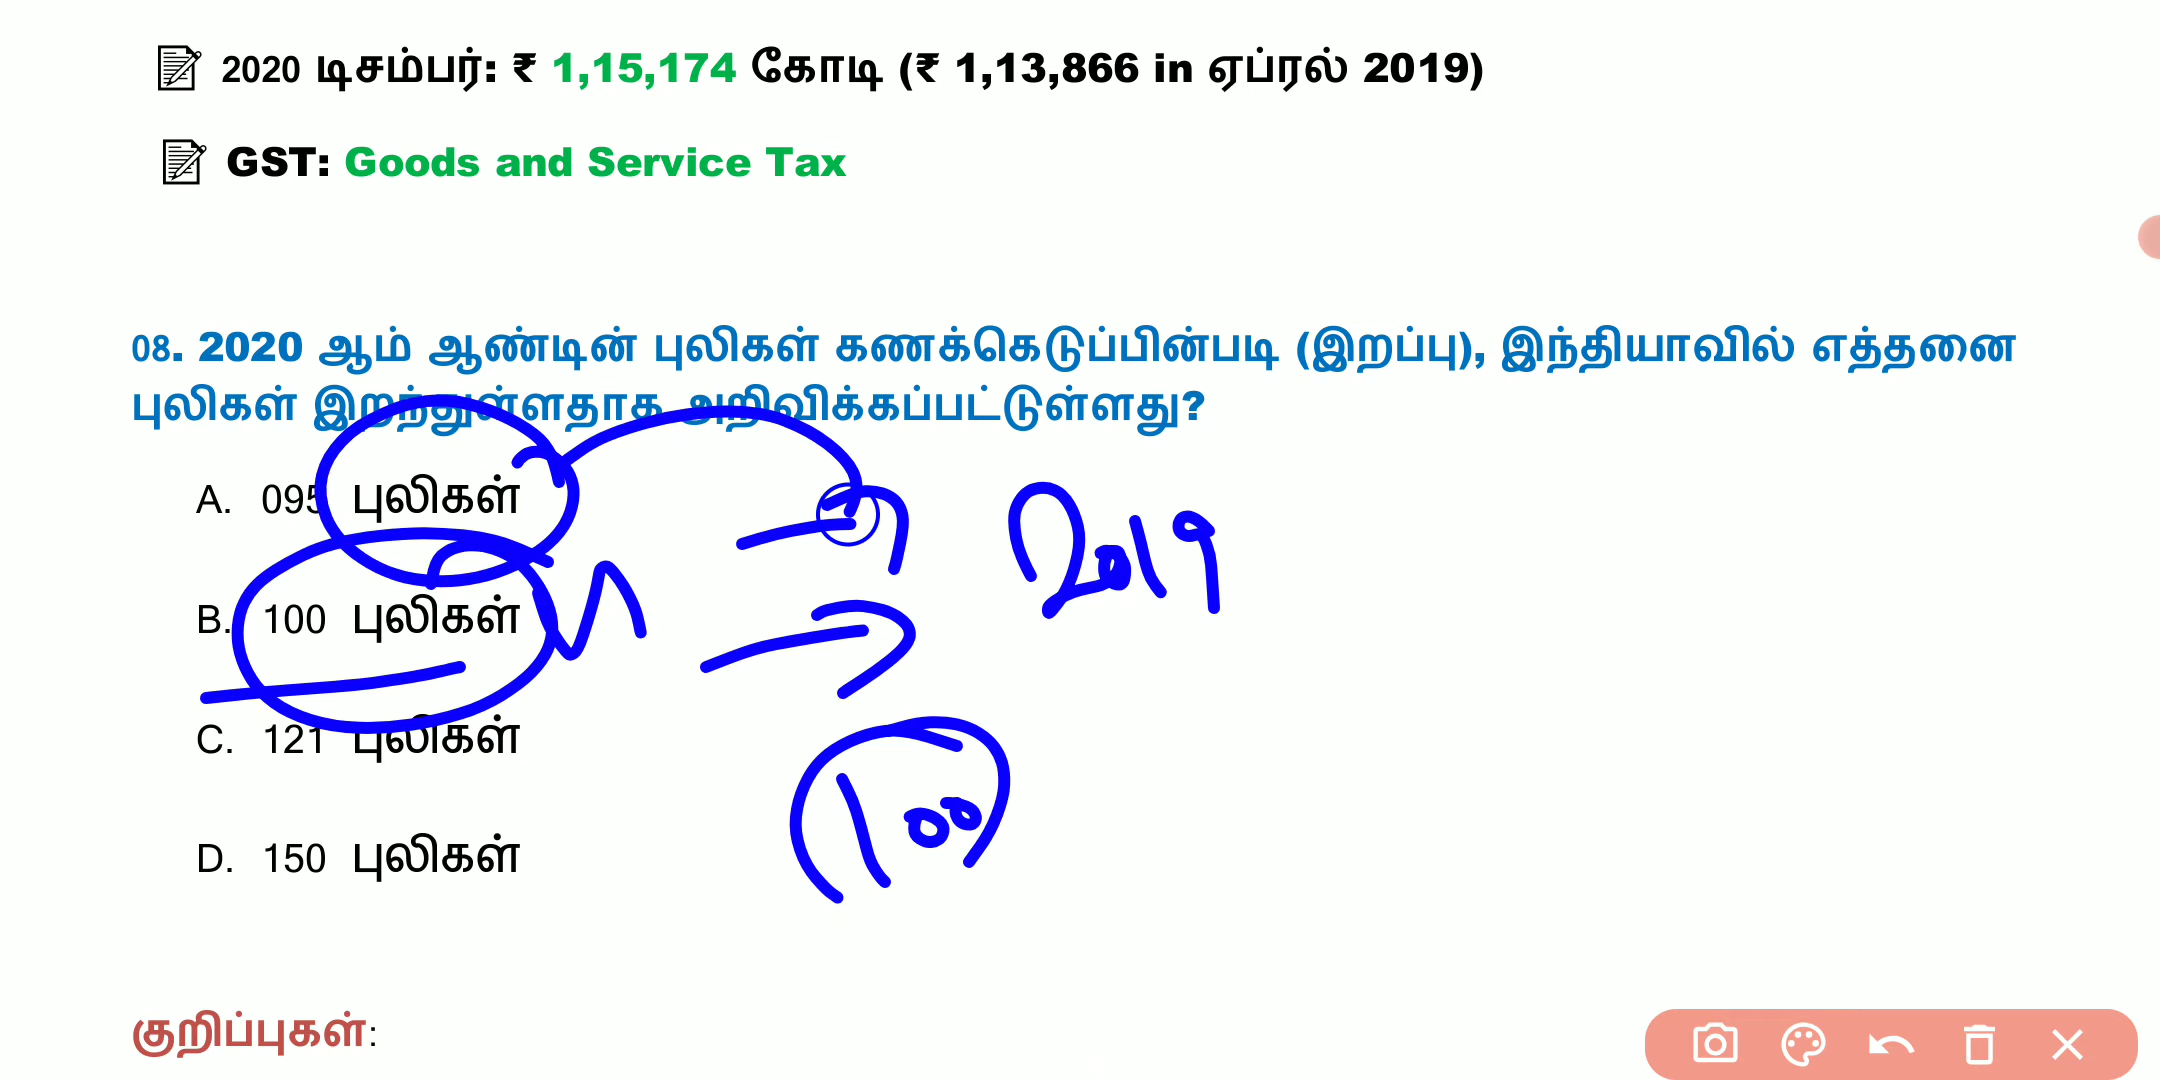 2020 டிசம்பர்: ₹ 1,15,174 கோடி (₹ 1,13,866 in ஏப்ரல் 2019)
GST: Goods and Service Tax
08. 2020 ஆம் ஆண்டின் புலிகள் கணக்கெடுப்பின்படி (இறப்பு), இந்தியாவில் எத்தனை
புலிகள் இறந்துள்ளதாக அறிவிக்கப்பட்டுள்ளது?
A. 095 புலிகள்
2019
B. 100 புலிகள்
C. 121 புலிகள்
100
D. 150 புலிகள்
குறிப்புகள்: